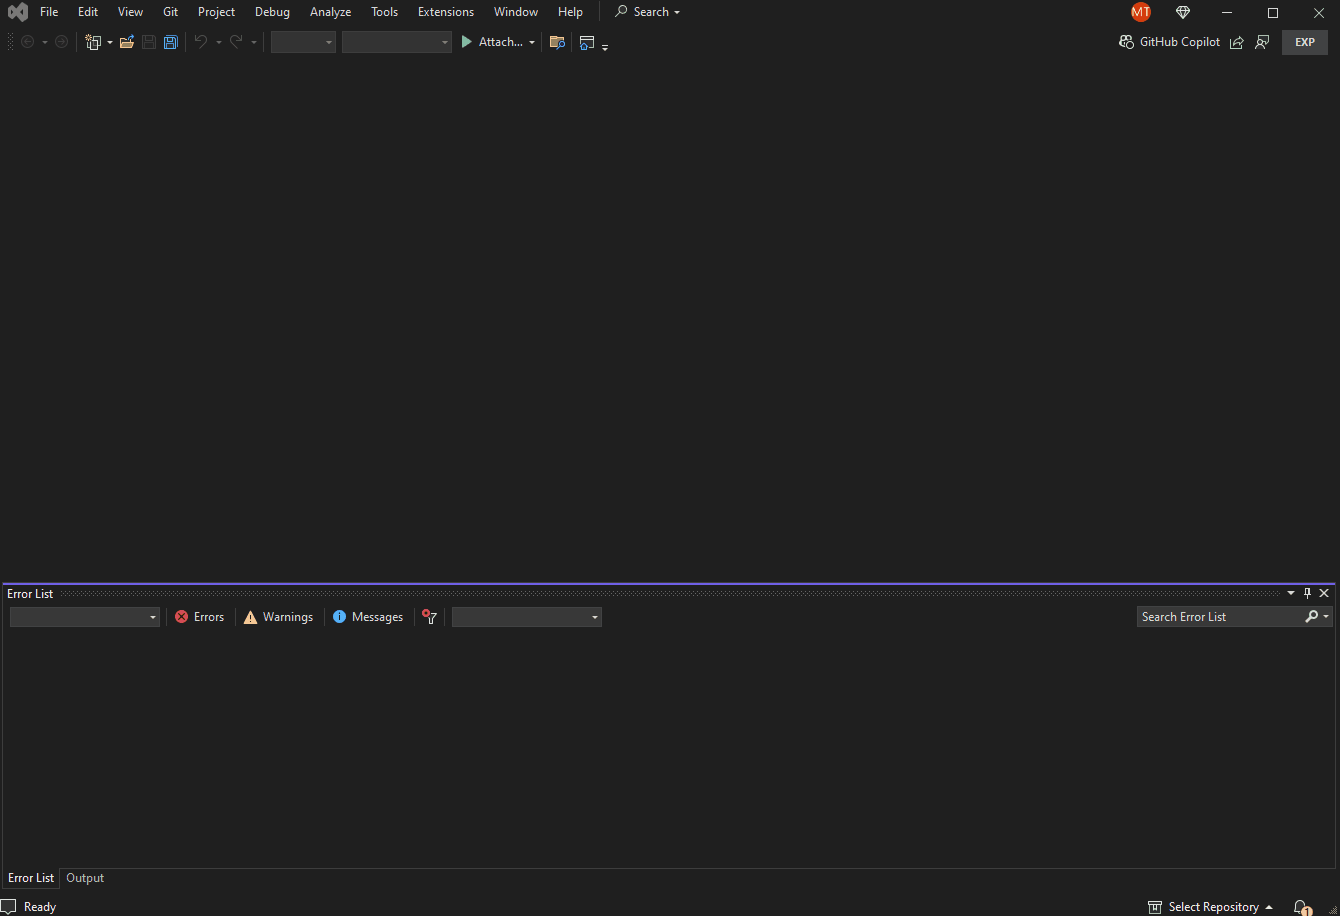 File Edit View Git Project Debug Analyze Tools Extensions Window Help Search MT
Attach... GitHub Copilot EXP
Error List
Errors Warnings Messages Search Error List
Error List Output
Ready Select Repository 1